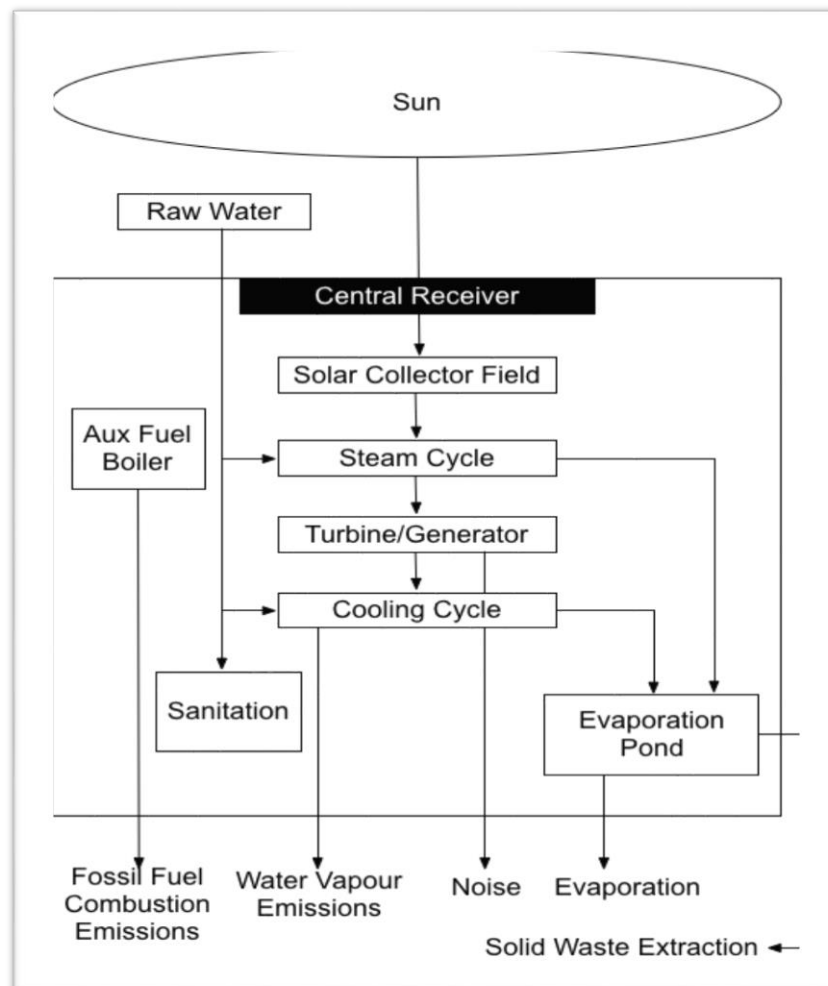 Sun
Raw Water
Central Receiver
Solar Collector Field
Aux Fuel
Boiler
Steam Cycle
Turbine/Generator
Cooling Cycle
Sanitation
Evaporation
Pond
Fossil Fuel
Combustion
Emissions
Water Vapour
Emissions
Noise
Evaporation
Solid Waste Extraction